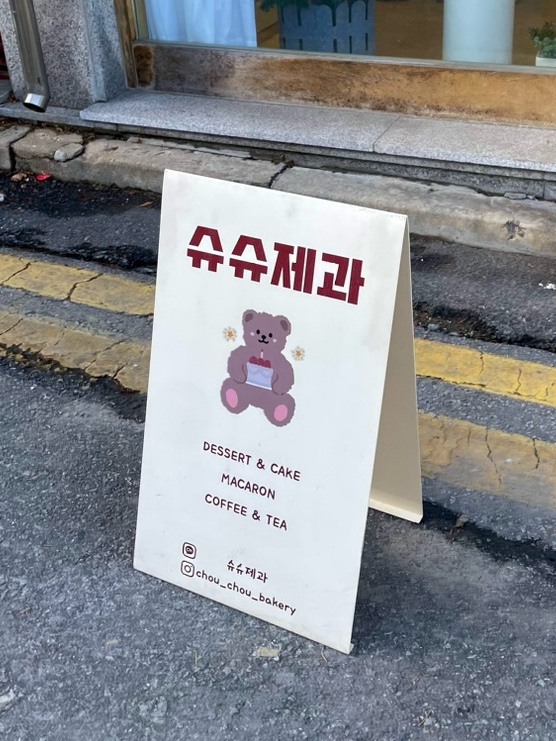 슈슈제과
DESSERT & CAKE
MACARON
COFFEE & TEA
슈슈제과
chou_chou_bakery